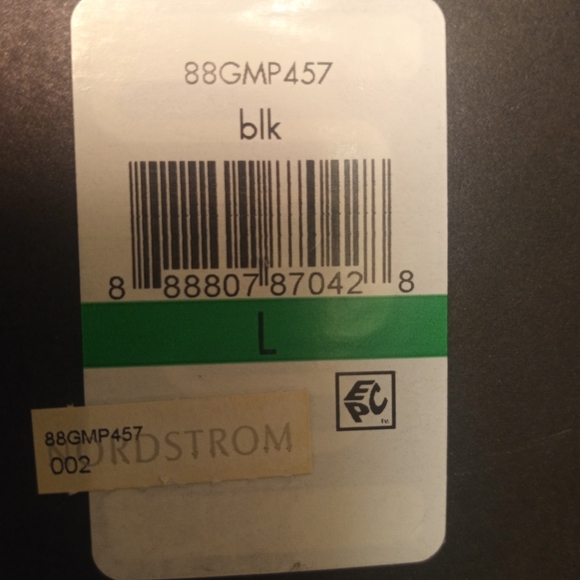 88GMP457
blk
8 88807 87042 8
L
EPC
88GMP457
NORDSTROM
002